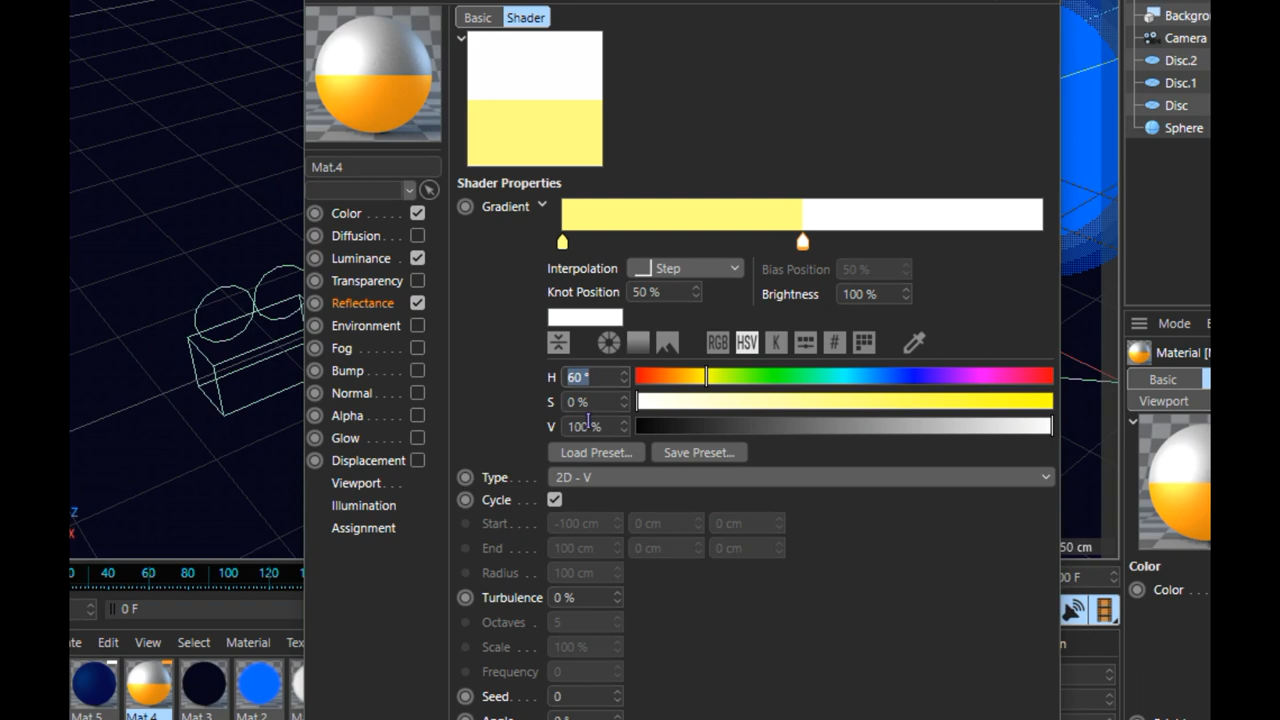 Basic
Shader
Backgro
Camera
Disc.2
Disc.1
Disc
Sphere
Mat.4
Shader Properties
Gradient
Color . . . .
Diffusion . .
Luminance .
Transparency
Reflectance
Environment
Fog . . . . .
Bump . . . .
Normal . . .
Alpha . . . .
Glow . . . .
Displacement
Viewport . .
Illumination
Assignment
Interpolation
Step
Bias Position
50 %
Knot Position
50 %
Brightness
100 %
RGB
HSV
K
#
H
60 °
S
0 %
V
100 %
Load Preset...
Save Preset...
Type . . . .
2D - V
Cycle . . .
Start . . . .
-100 cm
0 cm
0 cm
End . . . .
100 cm
0 cm
0 cm
Radius . .
100 cm
Turbulence
0 %
Octaves .
5
Scale . . .
100 %
Frequency
0
Seed . . .
0
Z
X
0 40 60 80 100 120
0 F
Edit
View
Select
Material
Tex
Mat.5
Mat.4
Mat.3
Mat.2
Mode
Material [
Basic
Viewport
50 cm
Color
Color . . .